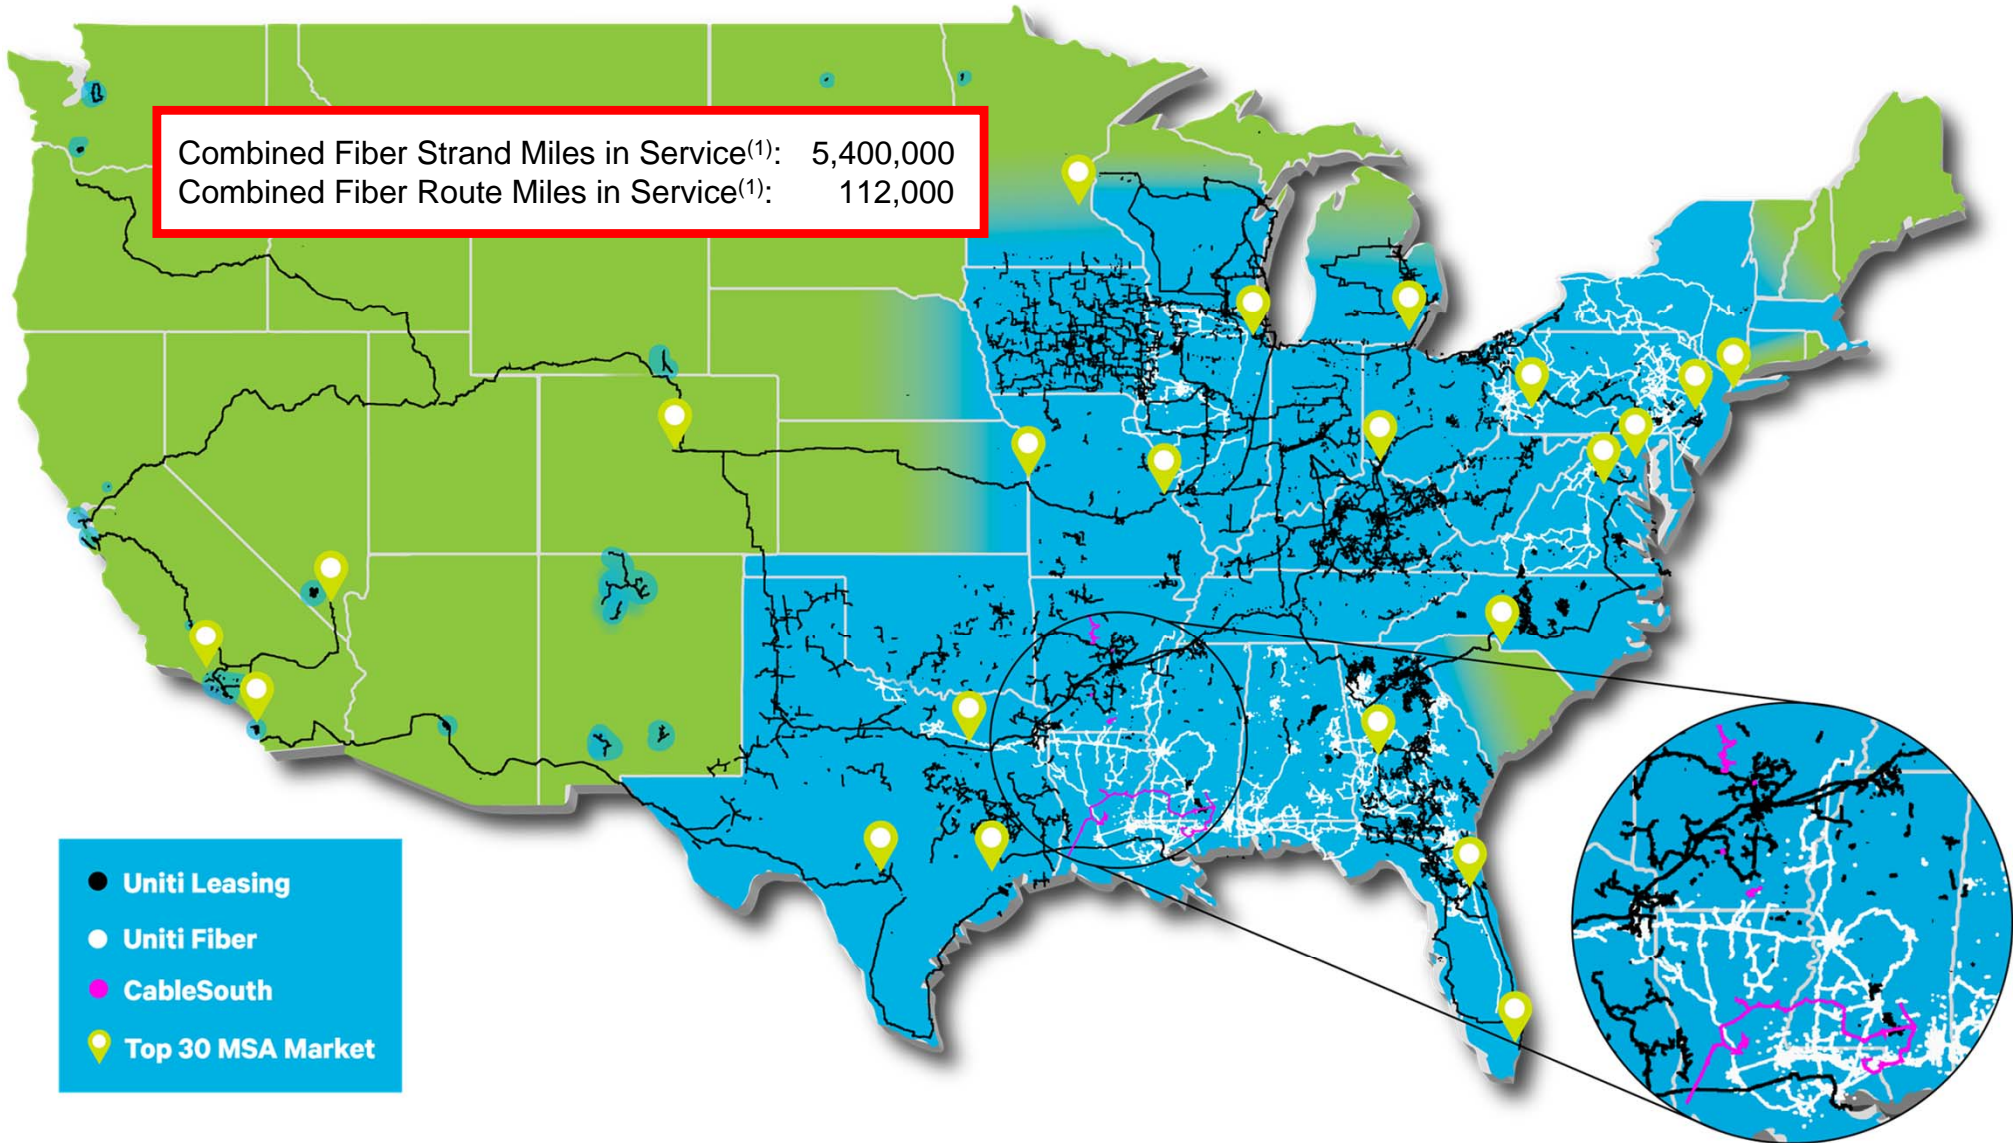 Combined Fiber Strand Miles in Service(1): 5,400,000
Combined Fiber Route Miles in Service(1): 112,000
Uniti Leasing
Uniti Fiber
CableSouth
Top 30 MSA Market